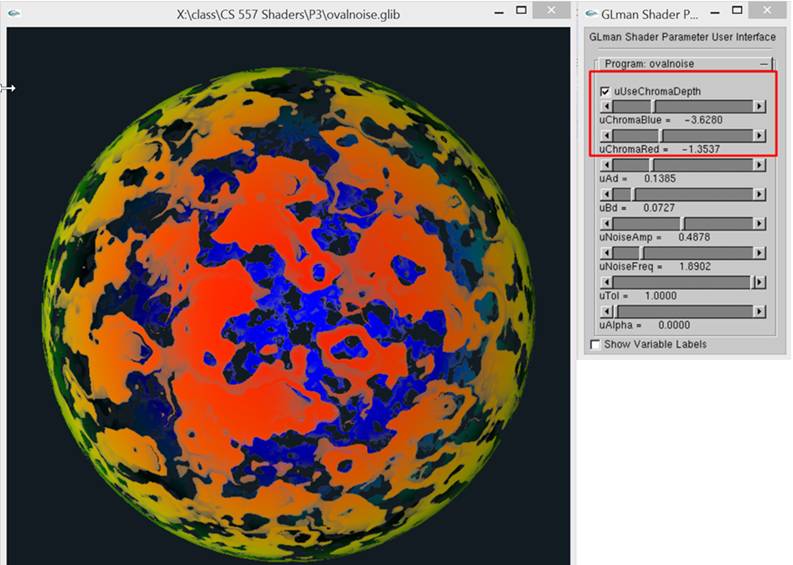 X:\class\CS 557 Shaders\P3\ovalnoise.glib
GLman Shader P...
GLman Shader Parameter User Interface
Program: ovalnoise
uUseChromaDepth
uChromaBlue = -3.6280
uChromaRed = -1.3537
uAd = 0.1385
uBd = 0.0727
uNoiseAmp = 0.4878
uNoiseFreq = 1.8902
uTol = 1.0000
uAlpha = 0.0000
Show Variable Labels